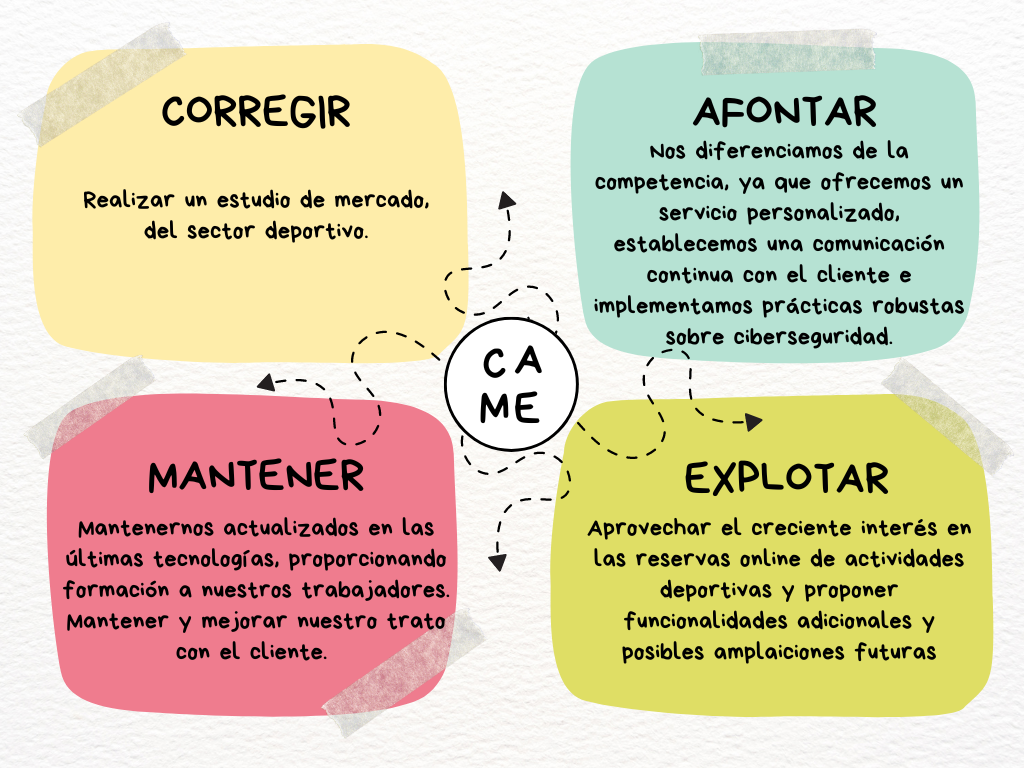 CORREGIR
Realizar un estudio de mercado,
del sector deportivo.
AFONTAR
Nos diferenciamos de la
competencia, ya que ofrecemos un
servicio personalizado,
establecemos una comunicación
continua con el cliente e
implementamos prácticas robustas
sobre ciberseguridad.
CA
ME
MANTENER
Mantenernos actualizados en las
últimas tecnologías, proporcionando
formación a nuestros trabajadores.
Mantener y mejorar nuestro trato
con el cliente.
EXPLOTAR
Aprovechar el creciente interés en
las reservas online de actividades
deportivas y proponer
funcionalidades adicionales y
posibles amplaiciones futuras